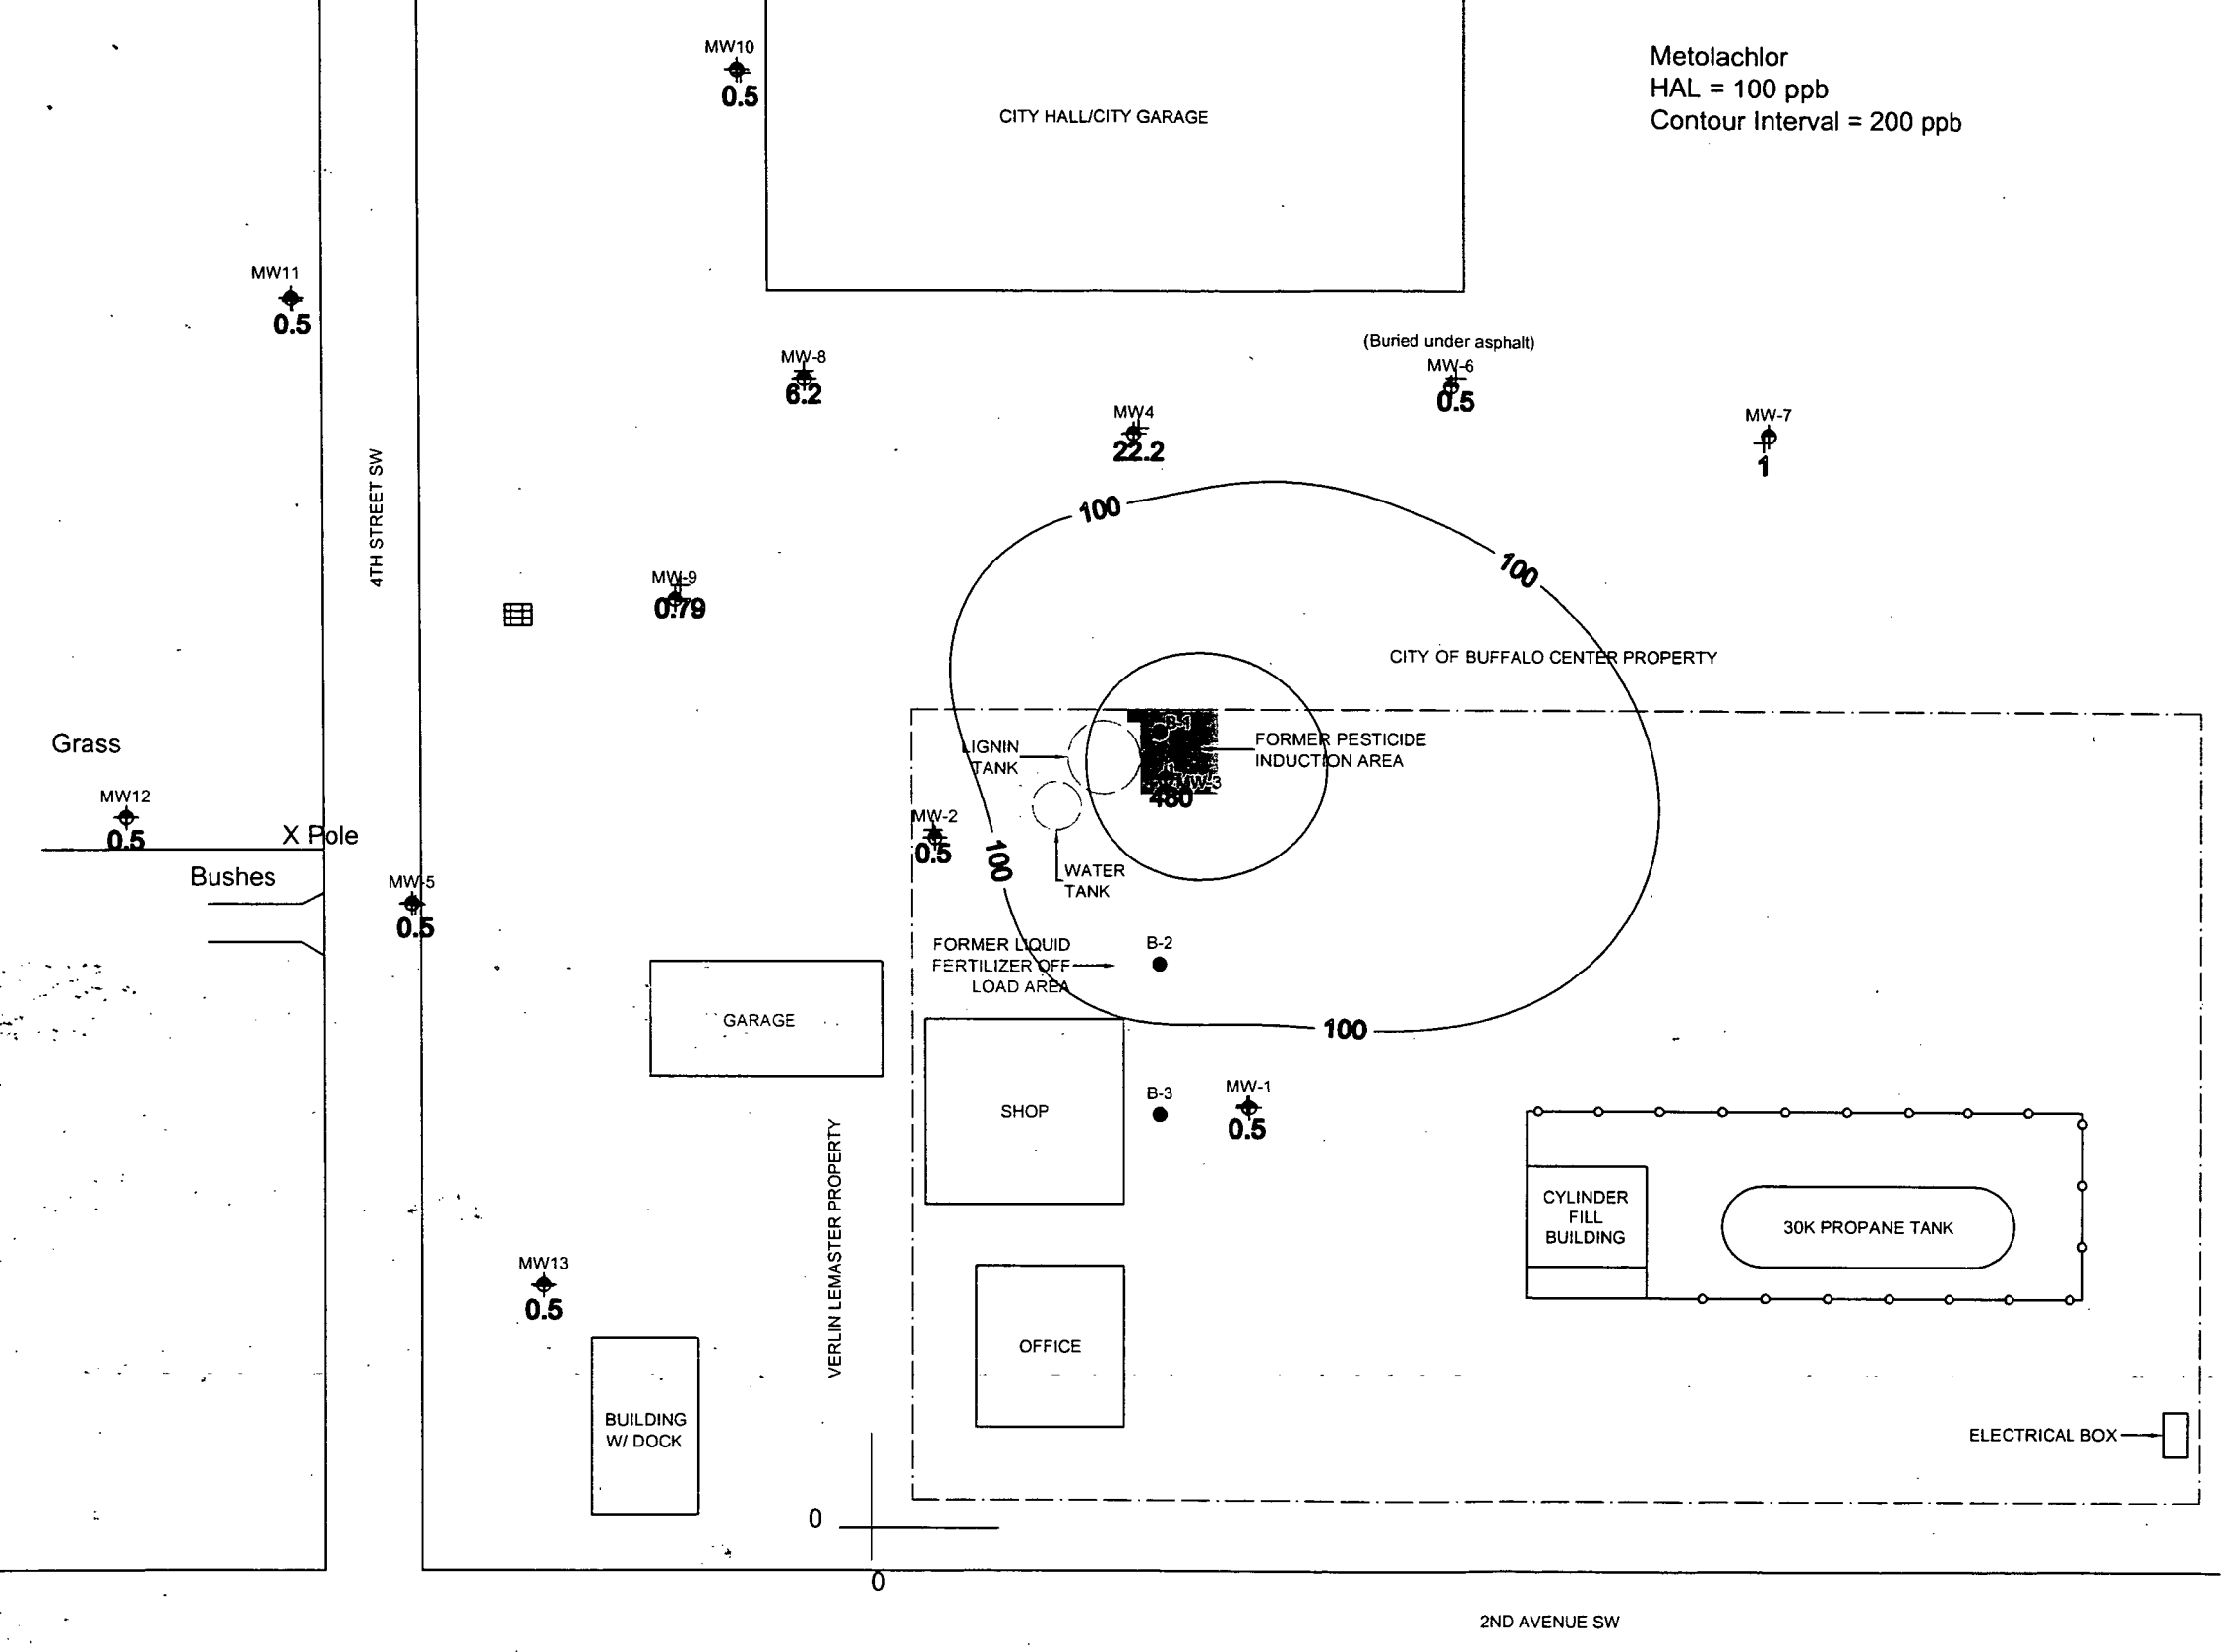 MW10
0.5
CITY HALL/CITY GARAGE
Metolachlor
HAL = 100 ppb
Contour Interval = 200 ppb
MW11
0.5
MW-8
6.2
(Buried under asphalt)
MW-6
0.5
MW4
22.2
MW-7
1
4TH STREET SW
100
100
MW-9
0.79
CITY OF BUFFALO CENTER PROPERTY
Grass
B-1
LIGNIN
TANK
FORMER PESTICIDE
INDUCTION AREA
MW-3
480
MW12
0.5
X Pole
MW-2
0.5
100
WATER
TANK
Bushes
MW-5
0.5
FORMER LIQUID
FERTILIZER OFF
LOAD AREA
B-2
GARAGE
100
SHOP
B-3
MW-1
0.5
VERLIN LEMASTER PROPERTY
CYLINDER
FILL
BUILDING
30K PROPANE TANK
MW13
0.5
OFFICE
BUILDING
W/ DOCK
ELECTRICAL BOX
0
0
2ND AVENUE SW